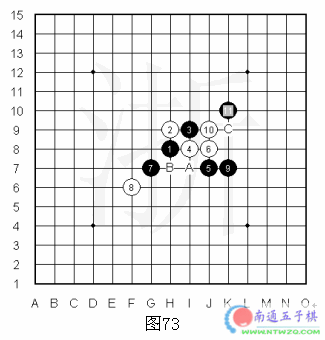 15
14
13
12
11
10 11
9 2 3 10 C
8 1 4 6
7 7 B A 5 9
6 8
5
4
3
2
1
A B C D E F G H I J K L M N O
南通五子棋
WWW.NTWZQ.COM
图73